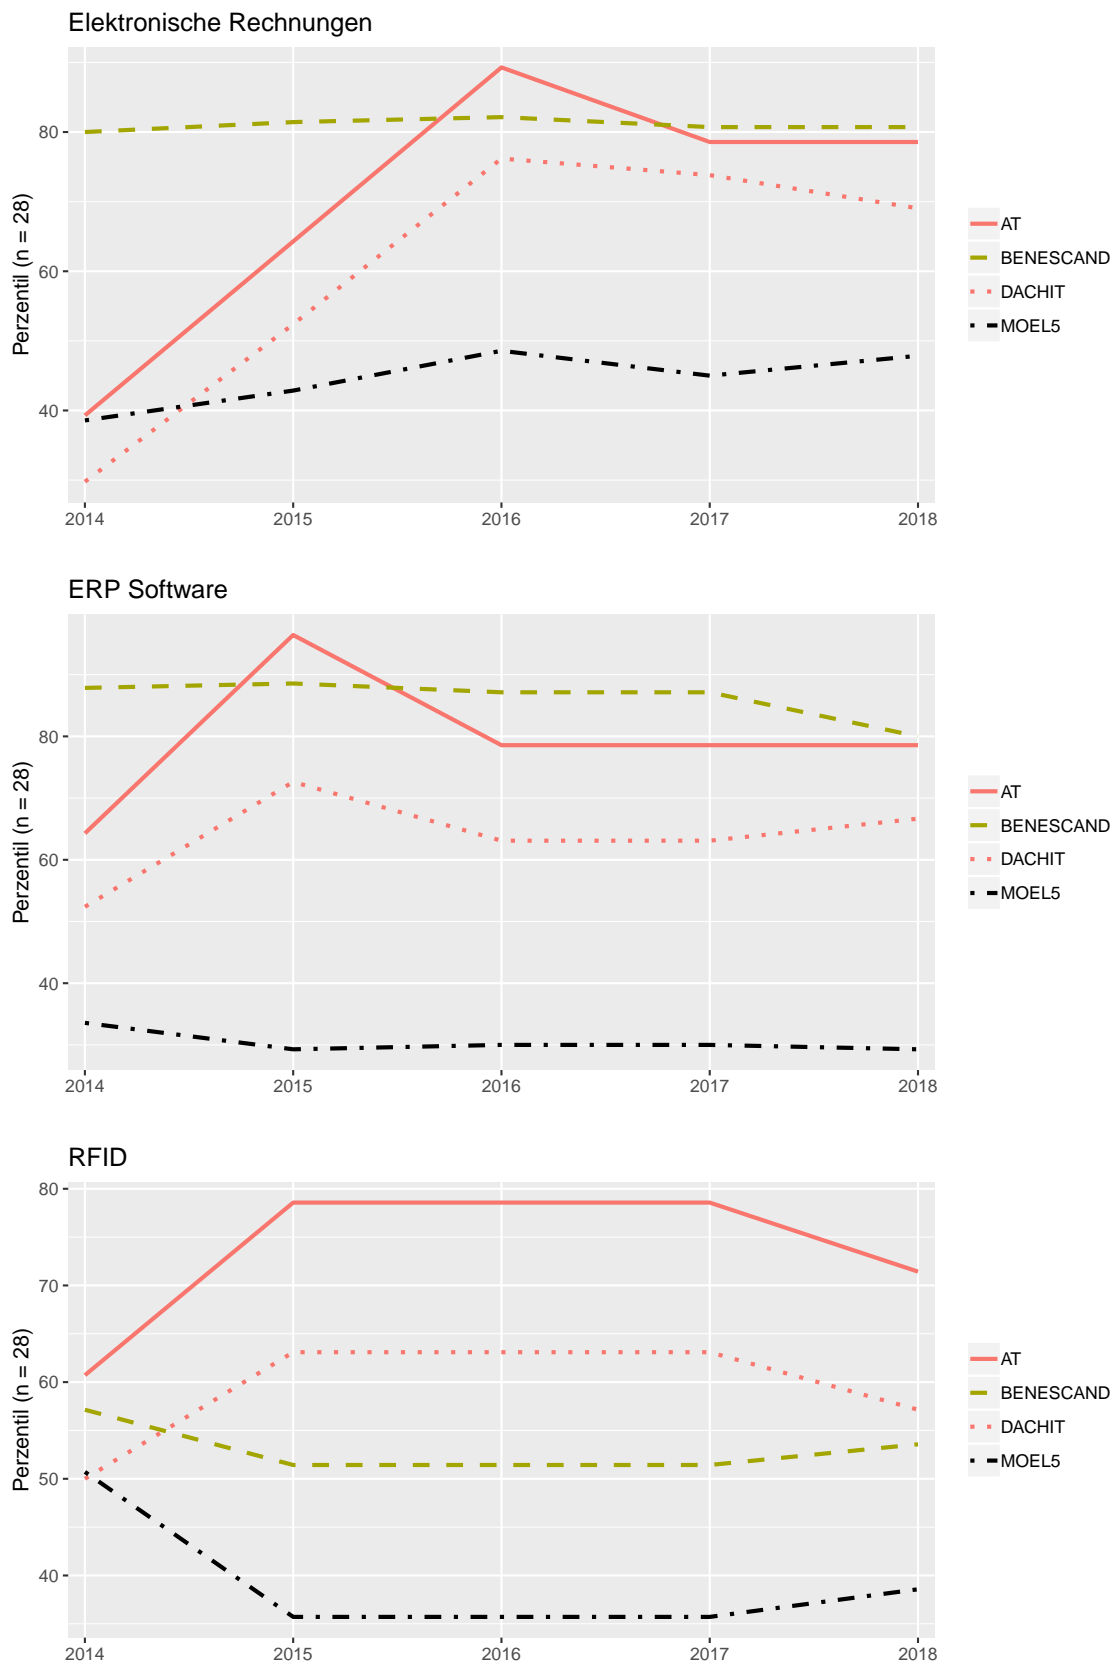 Elektronische Rechnungen
80
60
40
Perzentil (n = 28)
2014 2015 2016 2017 2018
AT
BENESCAND
DACHIT
MOEL5
ERP Software
80
60
40
Perzentil (n = 28)
2014 2015 2016 2017 2018
AT
BENESCAND
DACHIT
MOEL5
RFID
80
70
60
50
40
Perzentil (n = 28)
2014 2015 2016 2017 2018
AT
BENESCAND
DACHIT
MOEL5